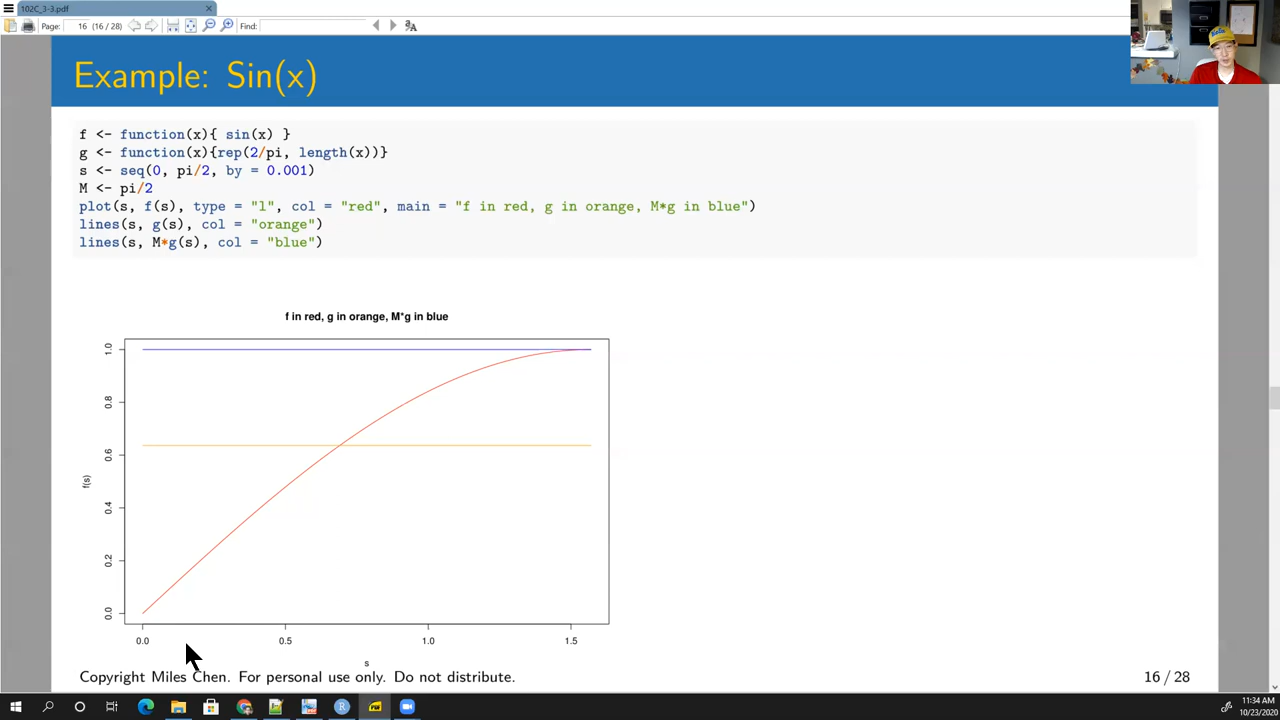 102C_3-3.pdf
Page: 16 (16 / 28) Find:
Example: Sin(x)
f <- function(x){ sin(x) }
g <- function(x){rep(2/pi, length(x))}
s <- seq(0, pi/2, by = 0.001)
M <- pi/2
plot(s, f(s), type = "l", col = "red", main = "f in red, g in orange, M*g in blue")
lines(s, g(s), col = "orange")
lines(s, M*g(s), col = "blue")
f in red, g in orange, M*g in blue
1.0
0.8
0.6
0.4
0.2
0.0
f(s)
0.0 0.5 1.0 1.5
s
Copyright Miles Chen. For personal use only. Do not distribute.
16 / 28
11:34 AM
10/23/2020